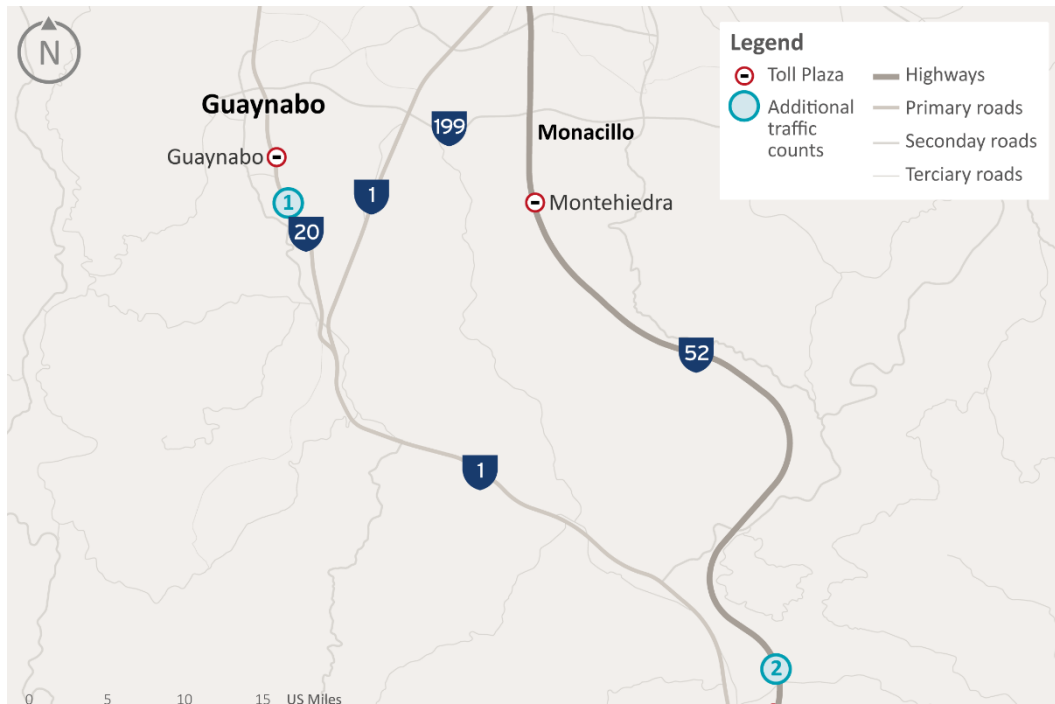 N
Legend
Toll Plaza
Additional
traffic
counts
Highways
Primary roads
Seconday roads
Terciary roads
Guaynabo
199
Monacillo
Guaynabo
1
1
Montehiedra
20
52
1
2
0 5 10 15 US Miles